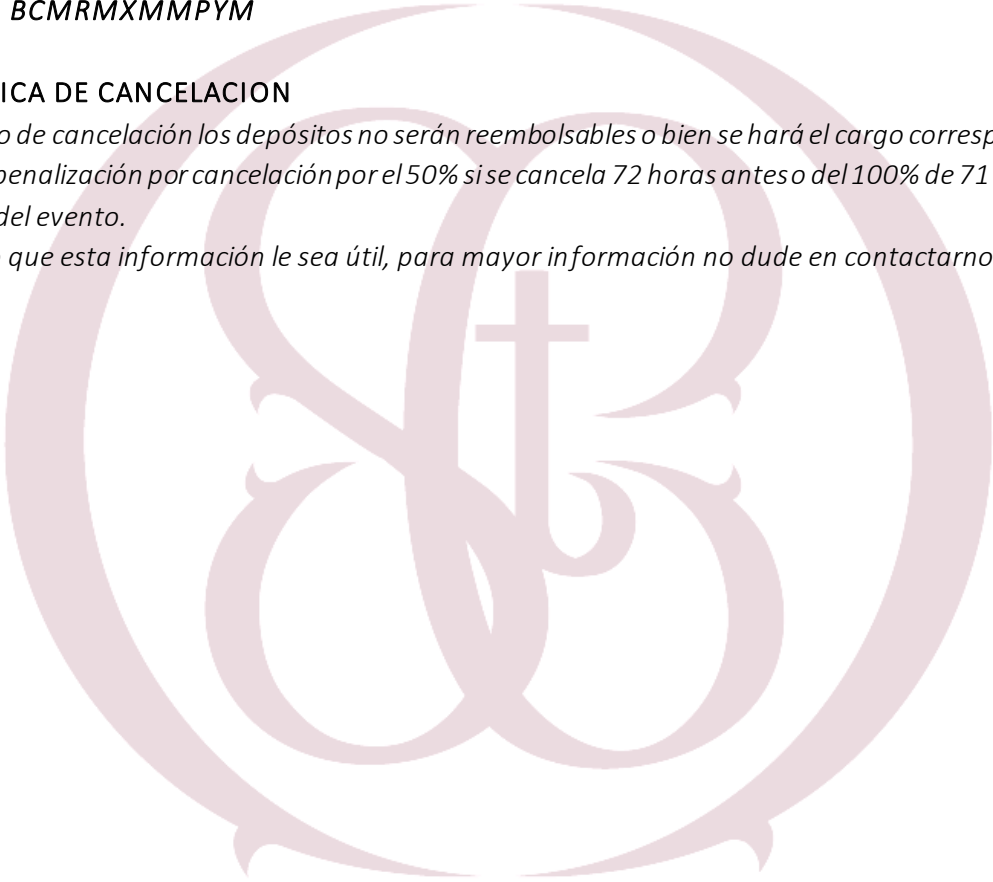 BCMRMXMMPYM
ICA DE CANCELACION
o de cancelación los depósitos no serán reembolsables o bien se hará el cargo corresp
penalización por cancelación por el 50% si se cancela 72 horas antes o del 100% de 71
del evento.
que esta información le sea útil, para mayor información no dude en contactarno